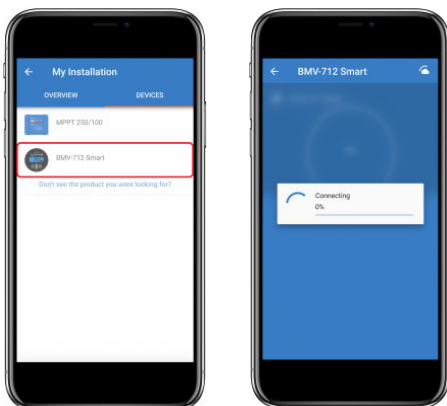 My Installation
OVERVIEW DEVICES
MPPT 250/100
BMV-712 Smart
Don't see the product you were looking for?
BMV-712 Smart
Connecting
0%